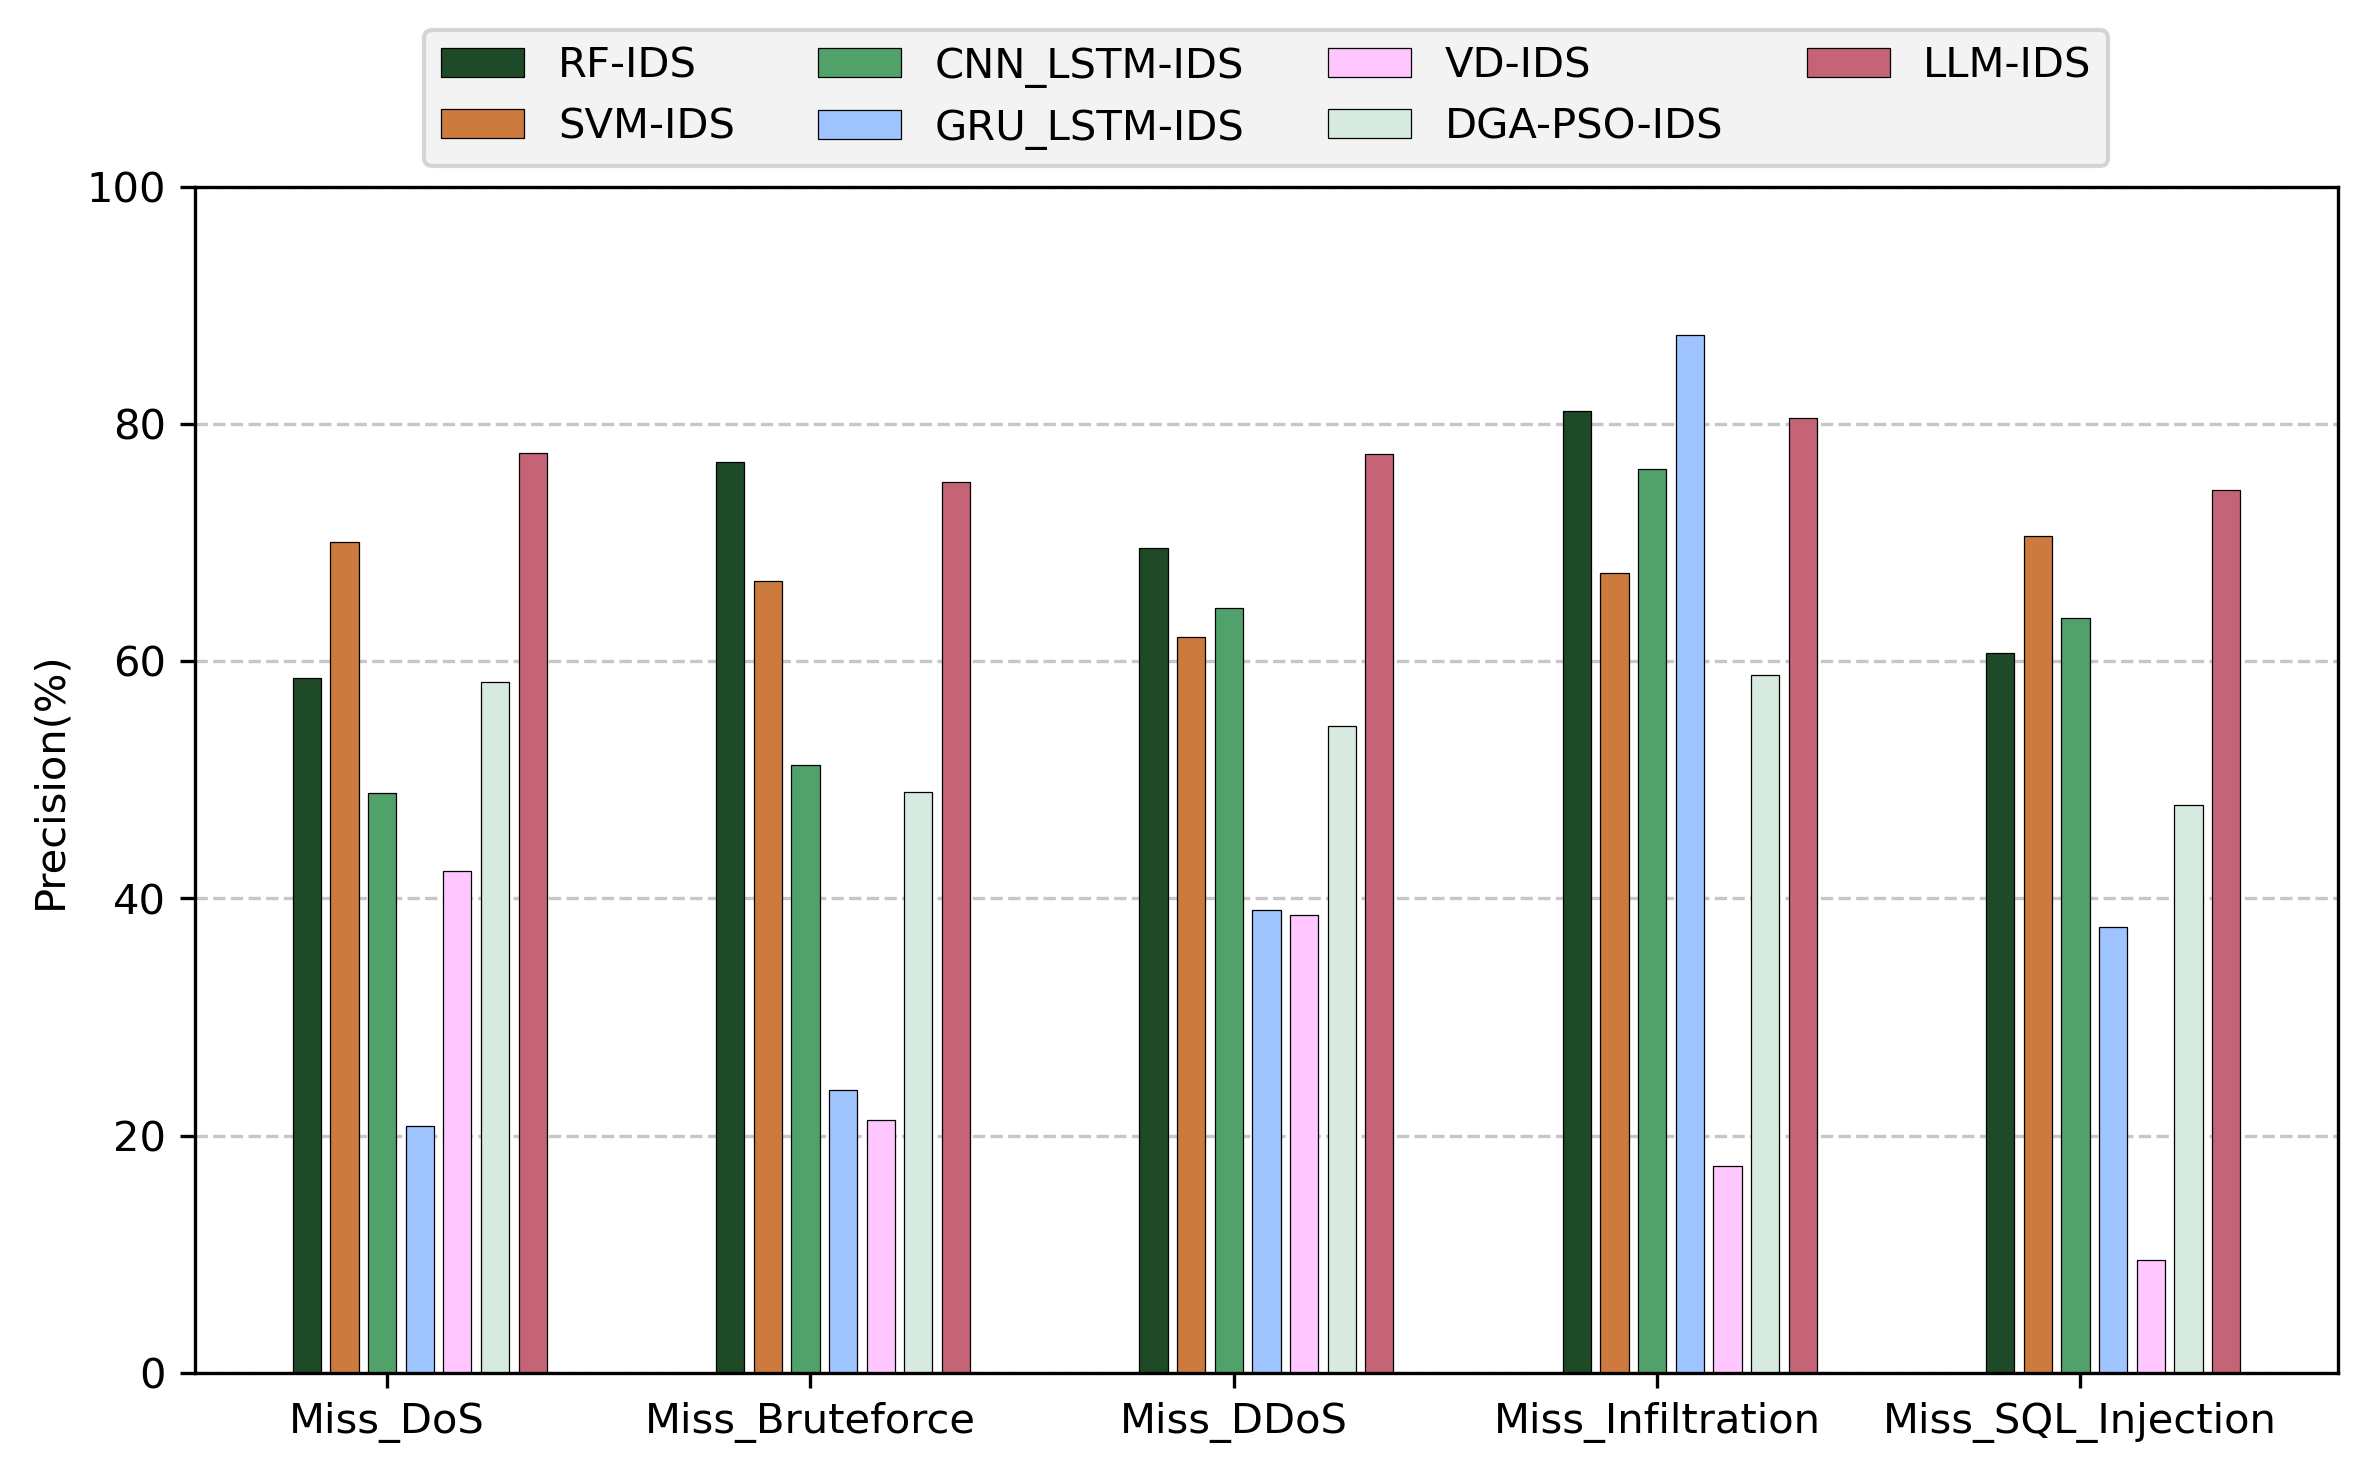 RF-IDS CNN_LSTM-IDS VD-IDS LLM-IDS
SVM-IDS GRU_LSTM-IDS DGA-PSO-IDS
100
80
60
40
20
0
Precision(%)
Miss_DoS Miss_Bruteforce Miss_DDoS Miss_Infiltration Miss_SQL_Injection